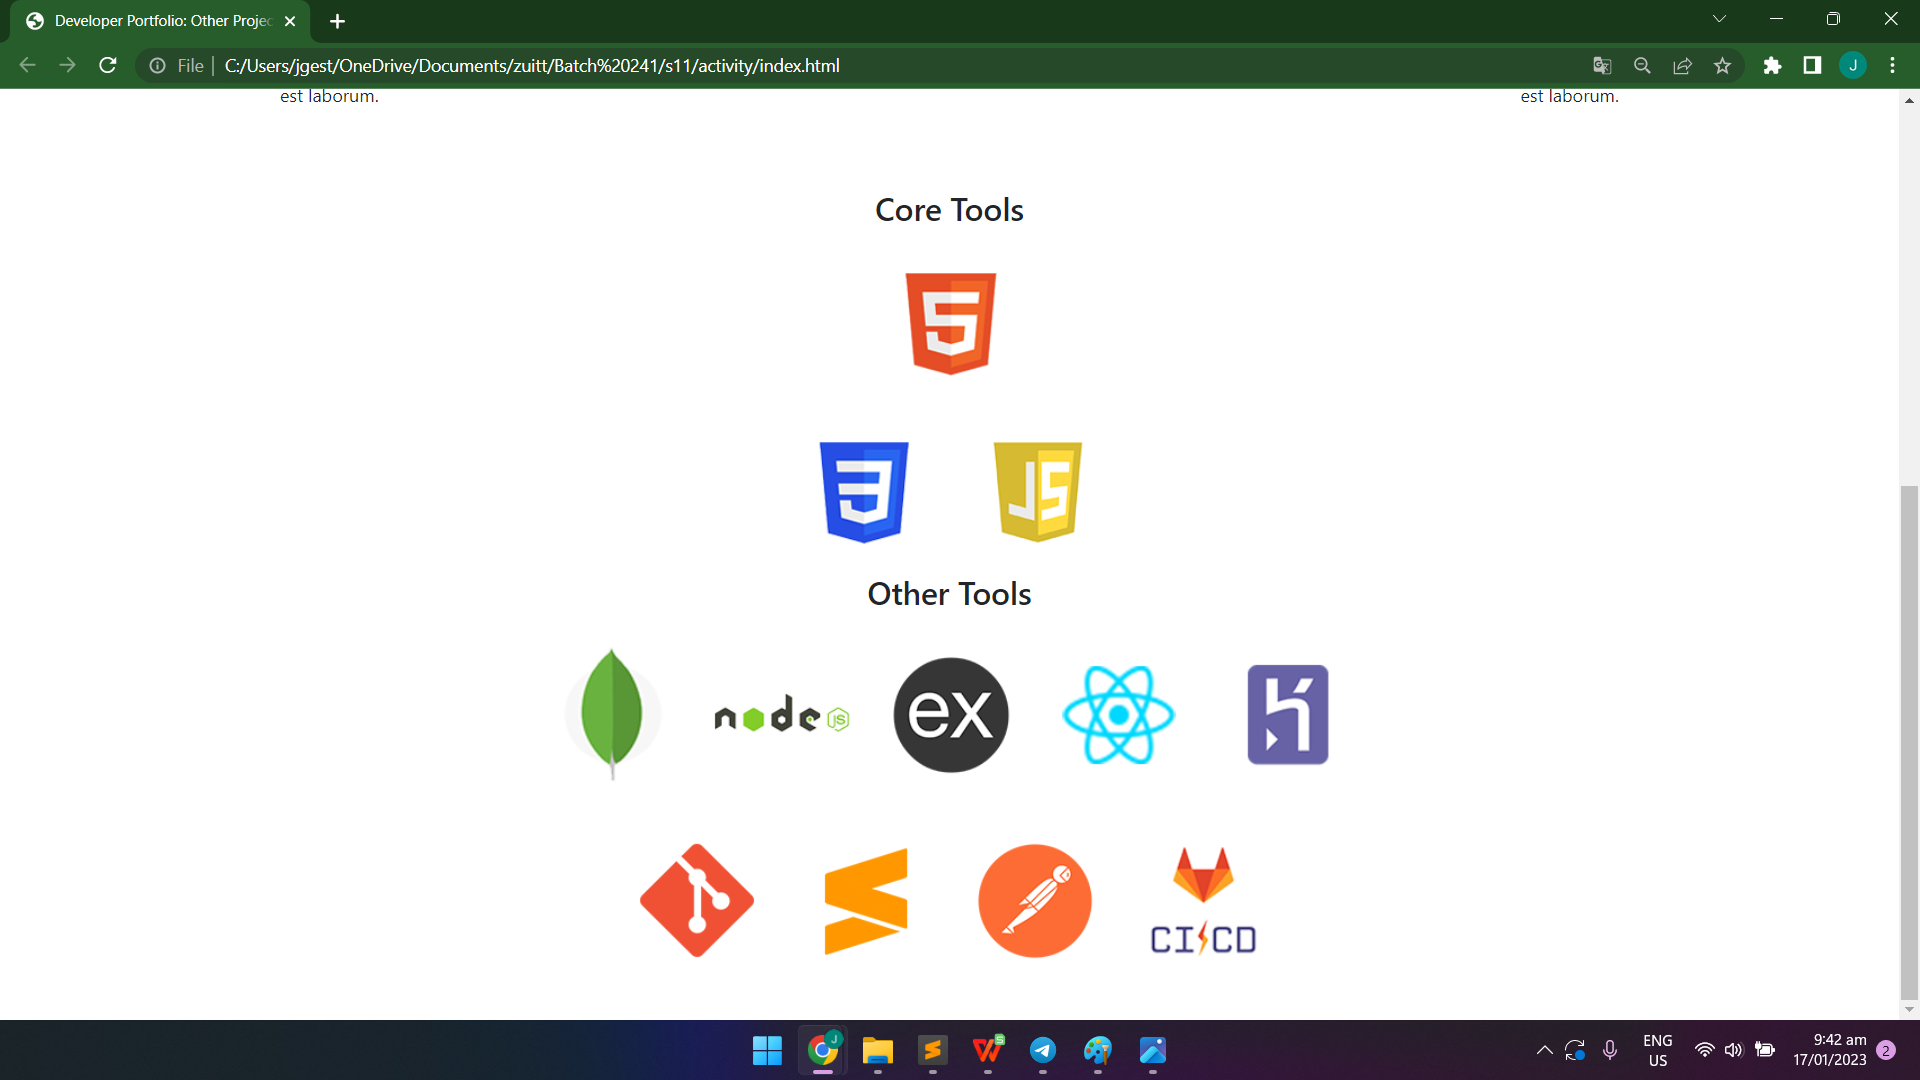 Developer Portfolio: Other Projec
File
C:/Users/jgest/OneDrive/Documents/zuitt/Batch%20241/s11/activity/index.html
J
est laborum.
est laborum.
Core Tools
5
3
JS
Other Tools
node JS
ex
CI CD
J
S
W S
ENG
US
9:42 am
17/01/2023
2